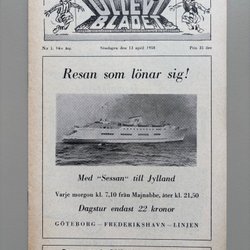 BLADET
Nr 1. 54:e årg.
Söndagen den 13 april 1958
Pris 35 öre
Resan som lönar sig!
Med "Sessan" till Jylland
Varje morgon kl. 7,10 från Majnabbe, åter kl. 21,50
Dagstur endast 22 kronor
GÖTEBORG—FREDERIKSHAVN—LINJEN